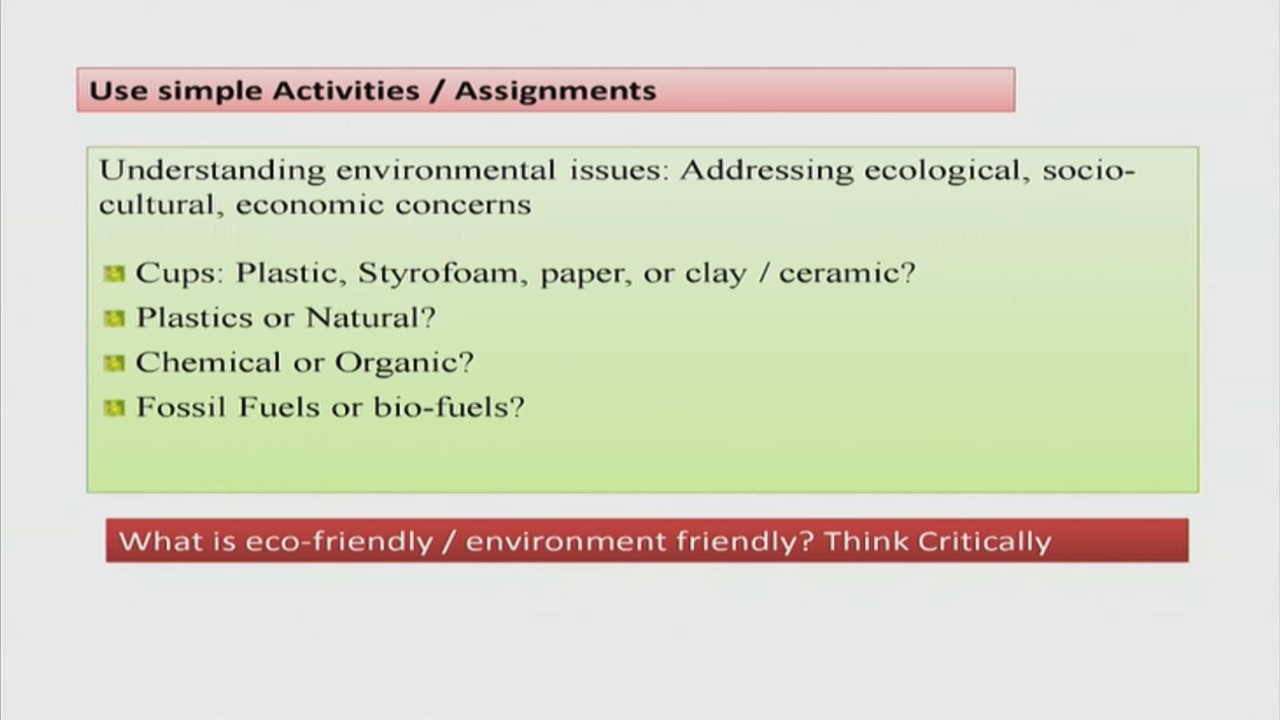 Use simple Activities / Assignments
Understanding environmental issues: Addressing ecological, socio-
cultural, economic concerns
Cups: Plastic, Styrofoam, paper, or clay / ceramic?
Plastics or Natural?
Chemical or Organic?
Fossil Fuels or bio-fuels?
What is eco-friendly / environment friendly? Think Critically